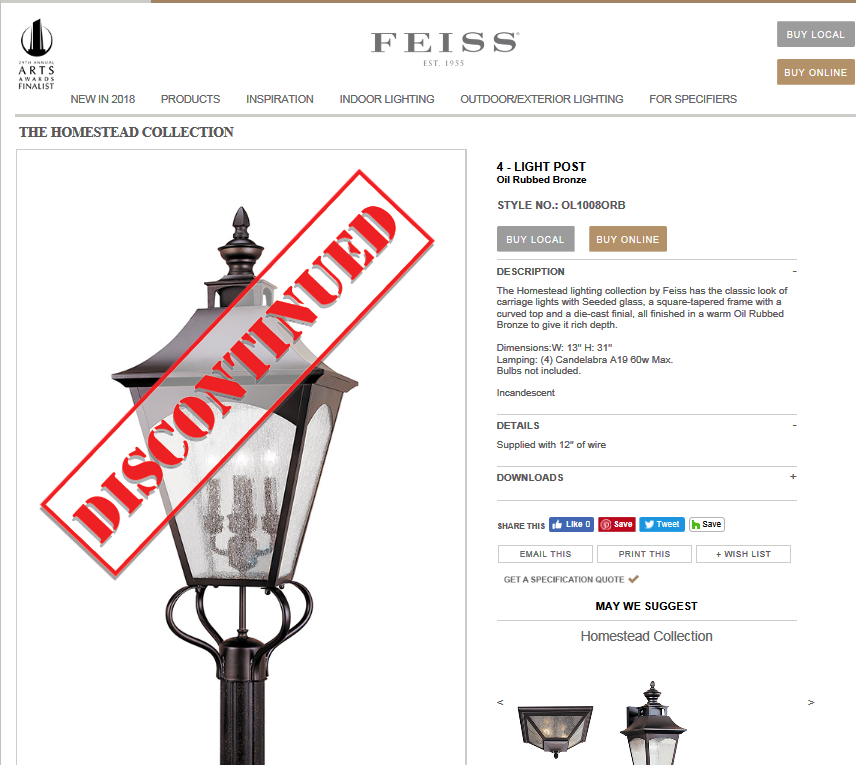 29TH ANNUAL
ARTS
AWARDS
FINALIST
FEISS
EST. 1955
BUY LOCAL
BUY ONLINE
NEW IN 2018 PRODUCTS INSPIRATION INDOOR LIGHTING OUTDOOR/EXTERIOR LIGHTING FOR SPECIFIERS
THE HOMESTEAD COLLECTION
DISCONTINUED
4 - LIGHT POST
Oil Rubbed Bronze
STYLE NO.: OL1008ORB
BUY LOCAL BUY ONLINE
DESCRIPTION -
The Homestead lighting collection by Feiss has the classic look of
carriage lights with Seeded glass, a square-tapered frame with a
curved top and a die-cast finial, all finished in a warm Oil Rubbed
Bronze to give it rich depth.
Dimensions:W: 13" H: 31"
Lamping: (4) Candelabra A19 60w Max.
Bulbs not included.
Incandescent
DETAILS -
Supplied with 12" of wire
DOWNLOADS +
SHARE THIS Like 0 Save Tweet Save
EMAIL THIS PRINT THIS + WISH LIST
GET A SPECIFICATION QUOTE
MAY WE SUGGEST
Homestead Collection
< >